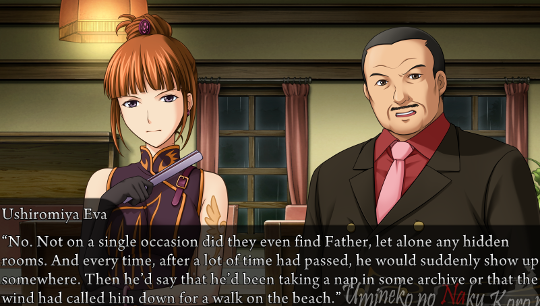 Ushiromiya Eva
“No. Not on a single occasion did they even find Father, let alone any hidden
rooms. And every time, after a lot of time had passed, he would suddenly show up
somewhere. Then he'd say that he'd been taking a nap in some archive or that the
wind had called him down for a walk on the beach.”
Umineko no Naku Koro